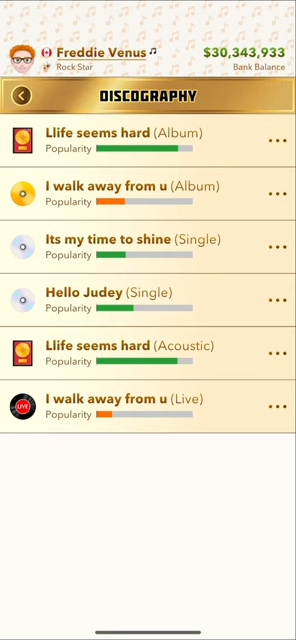 Freddie Venus
$30,343,933
Rock Star
Bank Balance
DISCOGRAPHY
Llife seems hard (Album)
Popularity
I walk away from u (Album)
Popularity
Its my time to shine (Single)
Popularity
Hello Judey (Single)
Popularity
Llife seems hard (Acoustic)
Popularity
LIVE
I walk away from u (Live)
Popularity